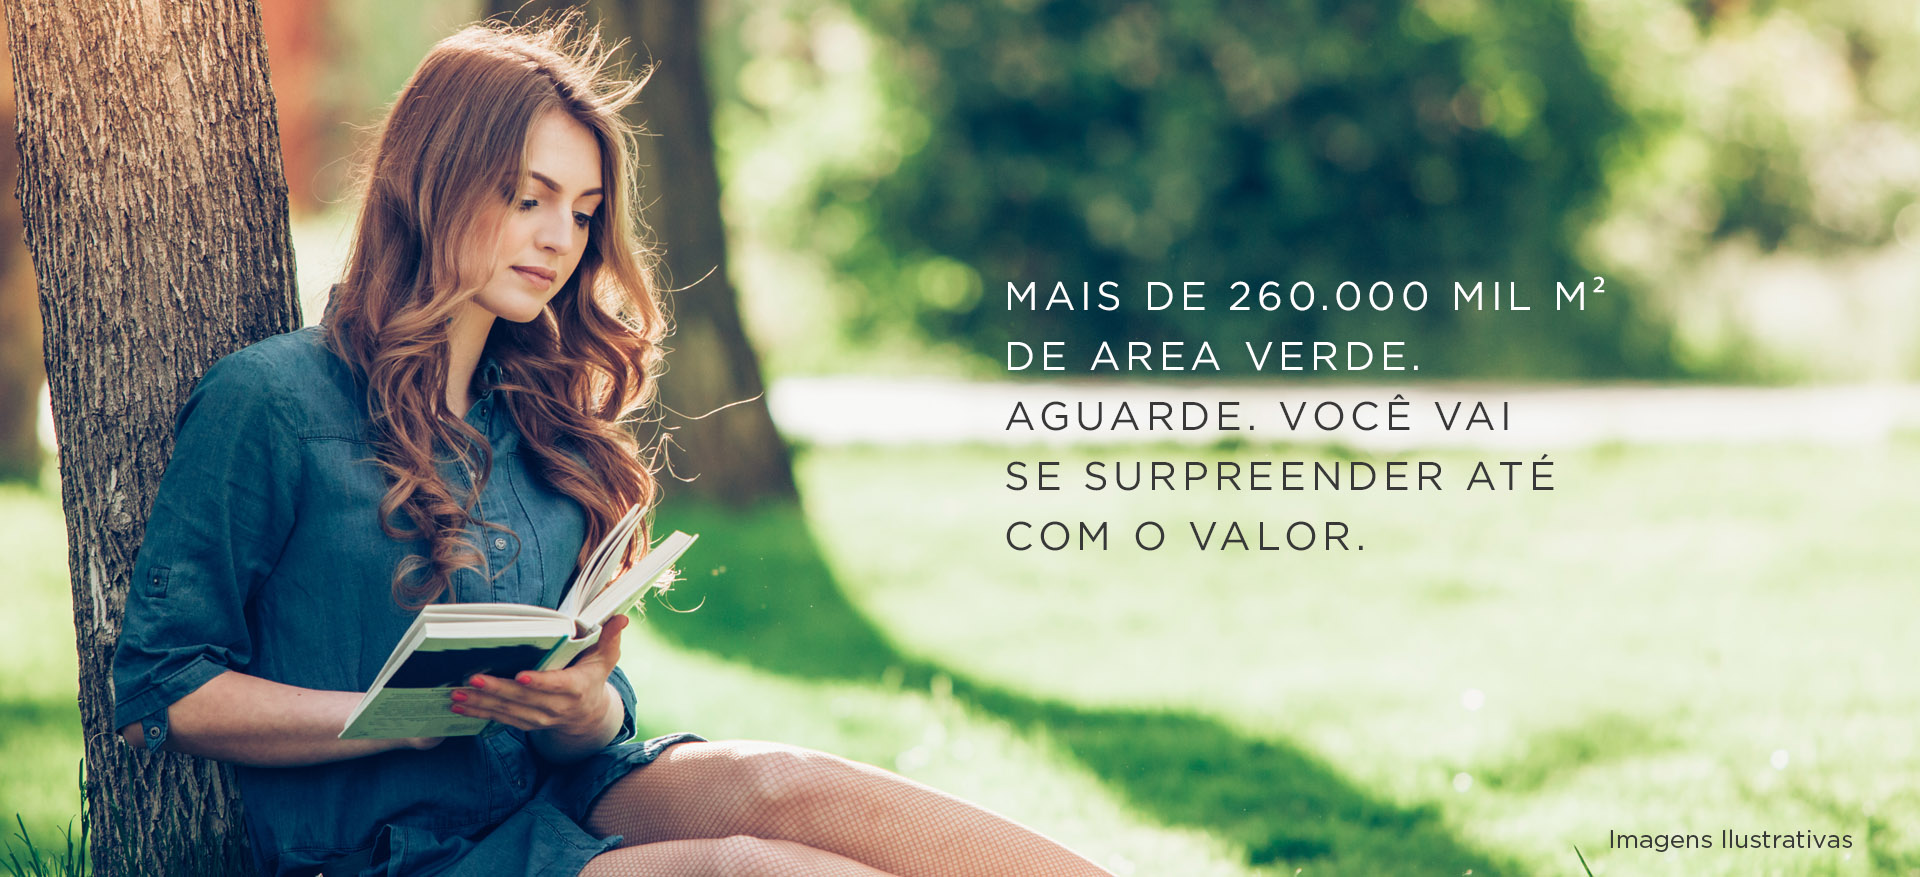 MAIS DE 260.000 MIL M²
DE AREA VERDE.
AGUARDE. VOCÊ VAI
SE SURPREENDER ATÉ
COM O VALOR.
Imagens Ilustrativas